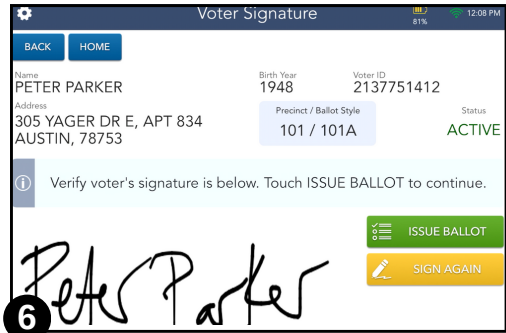 Voter Signature
81%
12:08 PM
BACK HOME
Name Birth Year Voter ID
PETER PARKER 1948 2137751412
Address Precinct / Ballot Style Status
305 YAGER DR E, APT 834 101 / 101A ACTIVE
AUSTIN, 78753
Verify voter's signature is below. Touch ISSUE BALLOT to continue.
ISSUE BALLOT
SIGN AGAIN
Peter Parker
6